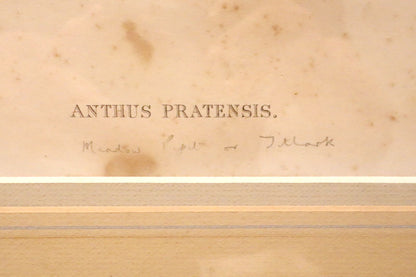 ANTHUS PRATENSIS.
Meadow Pipit or Titlark